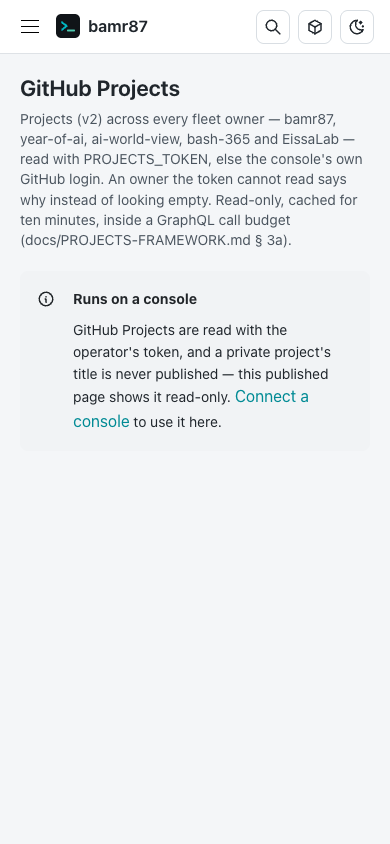 bamr87
GitHub Projects
Projects (v2) across every fleet owner — bamr87,
year-of-ai, ai-world-view, bash-365 and EissaLab —
read with PROJECTS_TOKEN, else the console's own
GitHub login. An owner the token cannot read says
why instead of looking empty. Read-only, cached for
ten minutes, inside a GraphQL call budget
(docs/PROJECTS-FRAMEWORK.md § 3a).
Runs on a console
GitHub Projects are read with the
operator's token, and a private project's
title is never published — this published
page shows it read-only. Connect a
console to use it here.